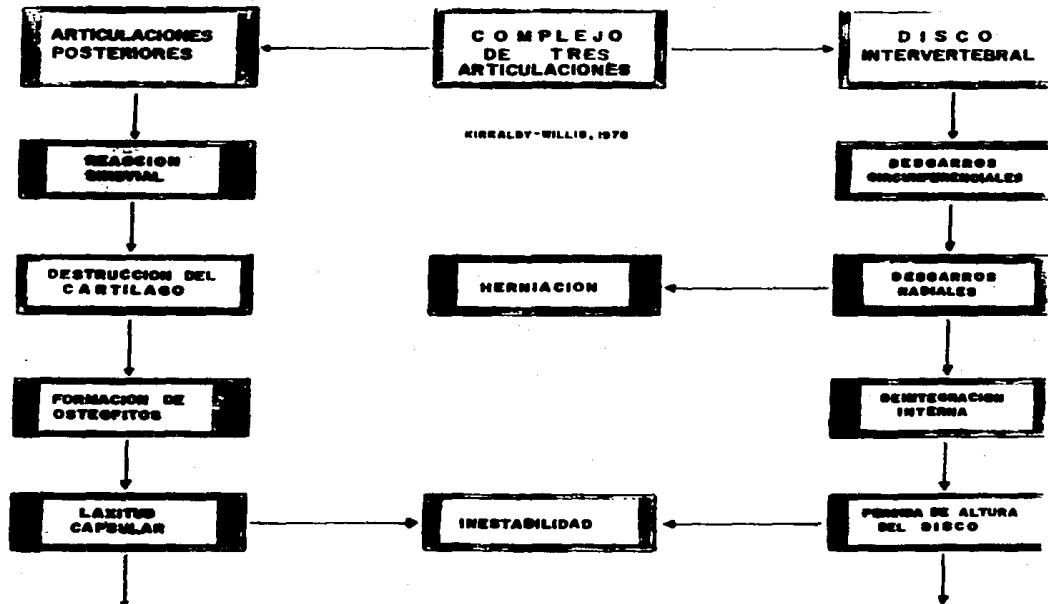 ARTICULACIONES
POSTERIORES
COMPLEJO
DE TRES
ARTICULACIONES
DISCO
INTERVERTEBRAL
KIRKALDY-WILLIS, 1978
REACCION
SINOVIAL
DESGARROS
CIRCUNFERENCIALES
DESTRUCCION DEL
CARTILAGO
HERNIACION
DESGARROS
RADIALES
FORMACION DE
OSTEOFITOS
DEINTEGRACION
INTERNA
LAXITUD
CAPSULAR
INESTABILIDAD
PERDIDA DE ALTURA
DEL DISCO